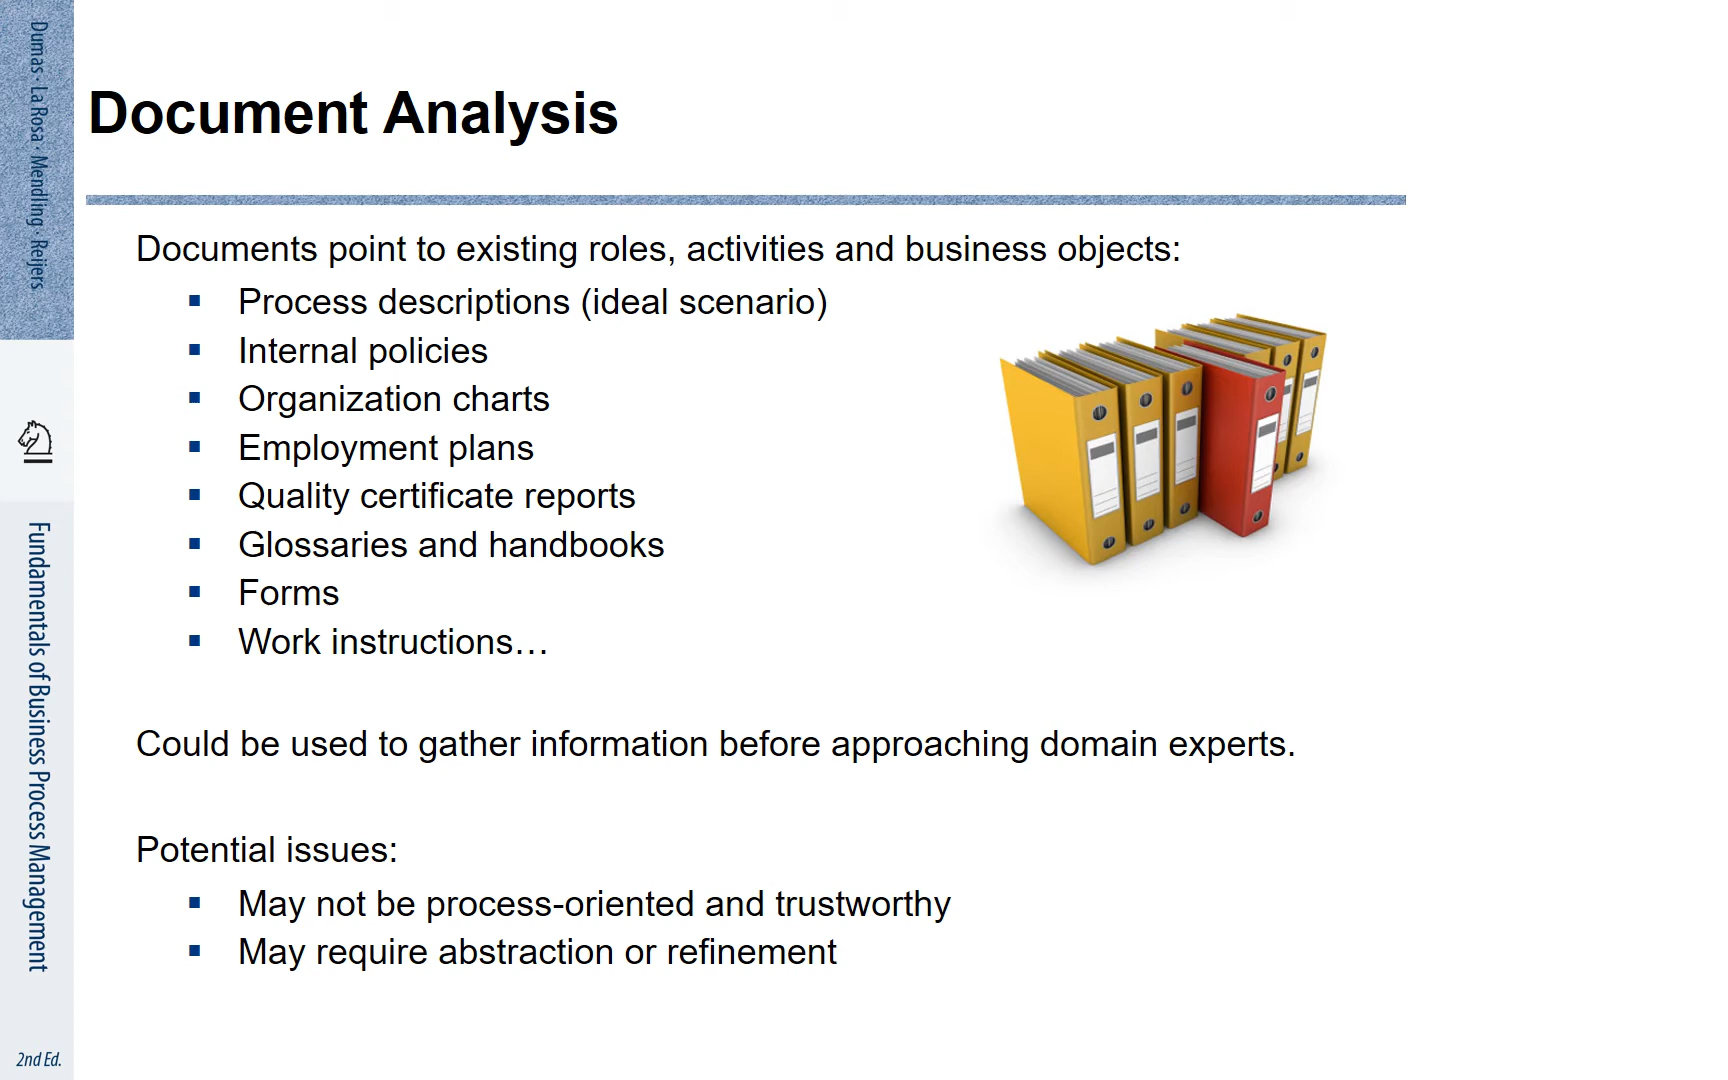 Dumas · La Rosa · Mendling · Reijers
Fundamentals of Business Process Management
2nd Ed.
Document Analysis
Documents point to existing roles, activities and business objects:
▪ Process descriptions (ideal scenario)
▪ Internal policies
▪ Organization charts
▪ Employment plans
▪ Quality certificate reports
▪ Glossaries and handbooks
▪ Forms
▪ Work instructions…
Could be used to gather information before approaching domain experts.
Potential issues:
▪ May not be process-oriented and trustworthy
▪ May require abstraction or refinement